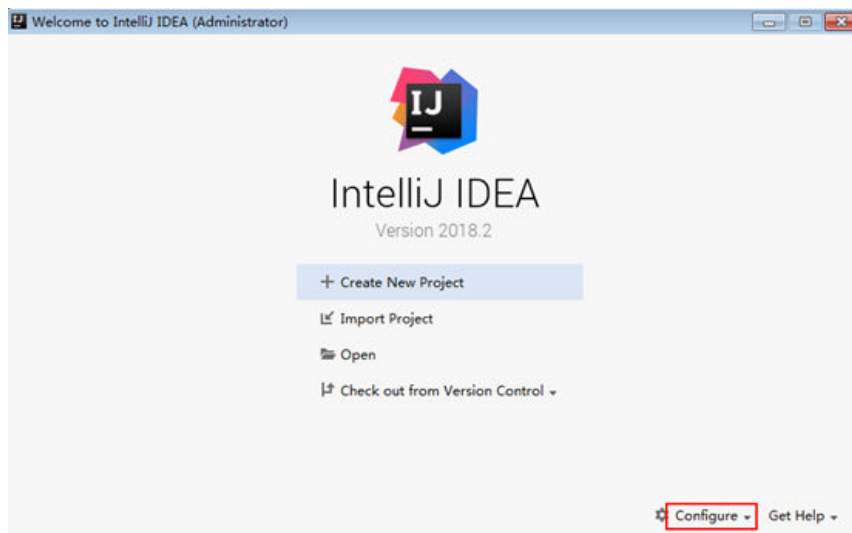 Welcome to IntelliJ IDEA (Administrator)
IJ
IntelliJ IDEA
Version 2018.2
Create New Project
Import Project
Open
Check out from Version Control
Configure Get Help